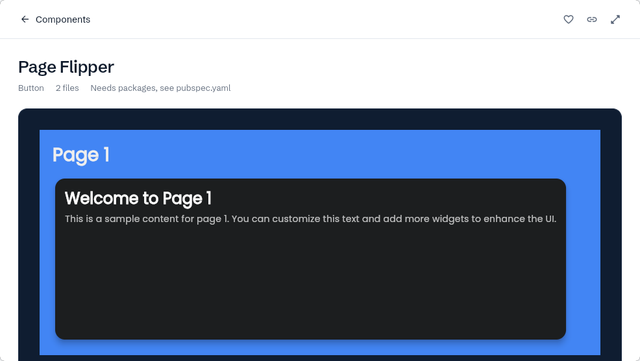 Components
Page Flipper
Button 2 files Needs packages, see pubspec.yaml
Page 1
Welcome to Page 1
This is a sample content for page 1. You can customize this text and add more widgets to enhance the UI.